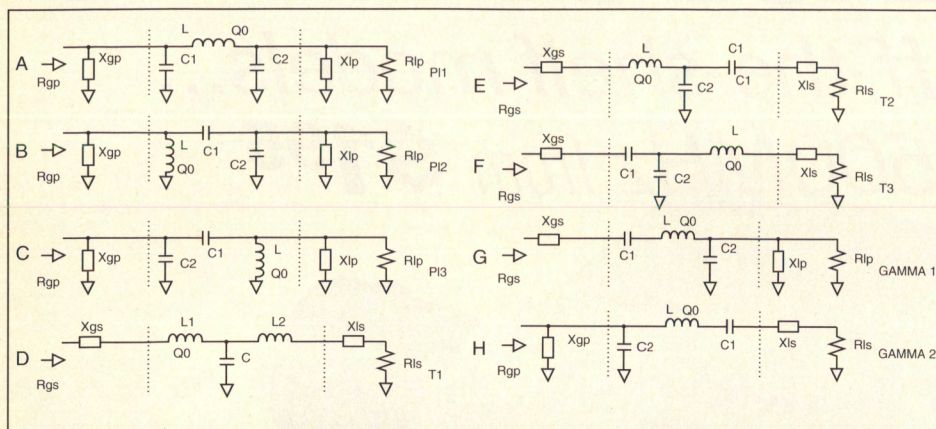 A
Rgp
Xgp
C1
L
Q0
C2
Xlp
Rlp
PI1
B
Rgp
Xgp
L
Q0
C1
C2
Xlp
Rlp
PI2
C
Rgp
Xgp
C2
C1
L
Q0
Xlp
Rlp
PI3
D
Rgs
Xgs
L1
Q0
C
L2
Xls
Rls
T1
E
Rgs
Xgs
L
Q0
C2
C1
C1
Xls
Rls
T2
F
Rgs
Xgs
C1
C2
L
Q0
Xls
Rls
T3
G
Rgs
Xgs
C1
L
Q0
C2
Xlp
Rlp
GAMMA 1
H
Rgp
Xgp
C2
L
Q0
C1
Xls
Rls
GAMMA 2